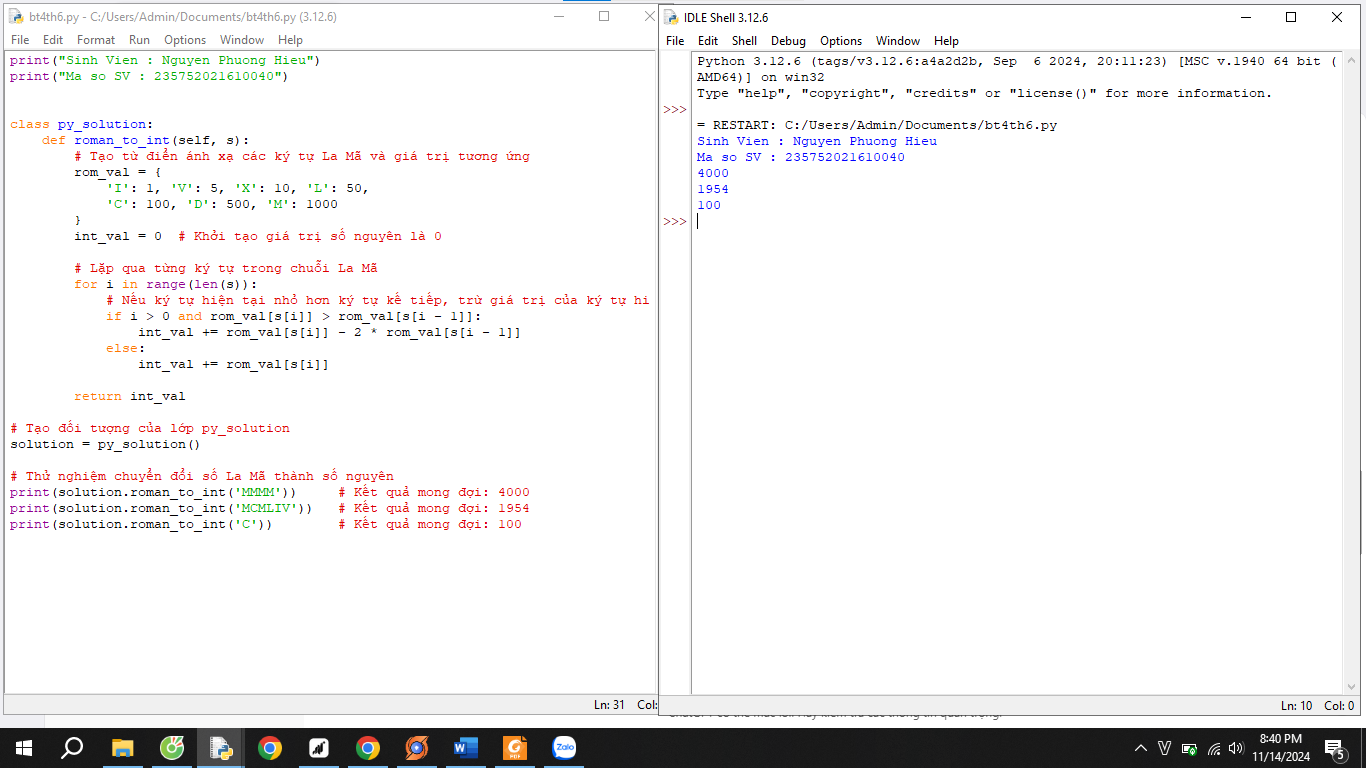 bt4th6.py - C:/Users/Admin/Documents/bt4th6.py (3.12.6)
File Edit Format Run Options Window Help
print("Sinh Vien : Nguyen Phuong Hieu")
print("Ma so SV : 235752021610040")
class py_solution:
def roman_to_int(self, s):
# Tạo từ điển ánh xạ các ký tự La Mã và giá trị tương ứng
rom_val = {
'I': 1, 'V': 5, 'X': 10, 'L': 50,
'C': 100, 'D': 500, 'M': 1000
}
int_val = 0  # Khởi tạo giá trị số nguyên là 0
# Lặp qua từng ký tự trong chuỗi La Mã
for i in range(len(s)):
# Nếu ký tự hiện tại nhỏ hơn ký tự kế tiếp, trừ giá trị của ký tự hi
if i > 0 and rom_val[s[i]] > rom_val[s[i - 1]]:
int_val += rom_val[s[i]] - 2 * rom_val[s[i - 1]]
else:
int_val += rom_val[s[i]]
return int_val
# Tạo đối tượng của lớp py_solution
solution = py_solution()
# Thử nghiệm chuyển đổi số La Mã thành số nguyên
print(solution.roman_to_int('MMMM'))     # Kết quả mong đợi: 4000
print(solution.roman_to_int('MCMLIV'))   # Kết quả mong đợi: 1954
print(solution.roman_to_int('C'))        # Kết quả mong đợi: 100
Ln: 31 Col:
IDLE Shell 3.12.6
File Edit Shell Debug Options Window Help
Python 3.12.6 (tags/v3.12.6:a4a2d2b, Sep  6 2024, 20:11:23) [MSC v.1940 64 bit (
AMD64)] on win32
Type "help", "copyright", "credits" or "license()" for more information.
>>>
= RESTART: C:/Users/Admin/Documents/bt4th6.py
Sinh Vien : Nguyen Phuong Hieu
Ma so SV : 235752021610040
4000
1954
100
>>>
Ln: 10 Col: 0
Zalo
8:40 PM
11/14/2024
5